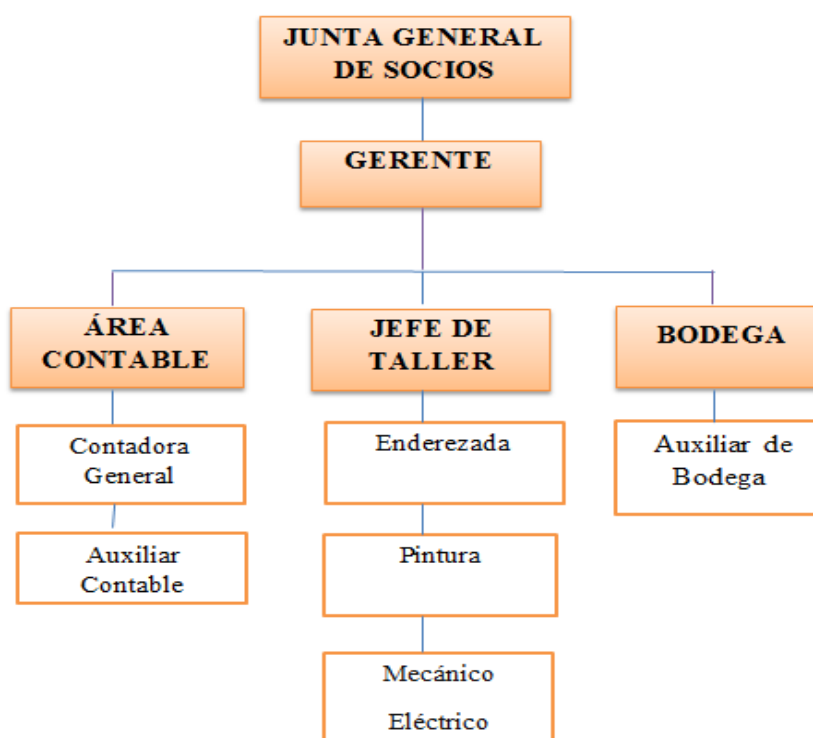 JUNTA GENERAL
DE SOCIOS
GERENTE
ÁREA
CONTABLE
JEFE DE
TALLER
BODEGA
Contadora
General
Enderezada
Auxiliar de
Bodega
Auxiliar
Contable
Pintura
Mecánico
Eléctrico